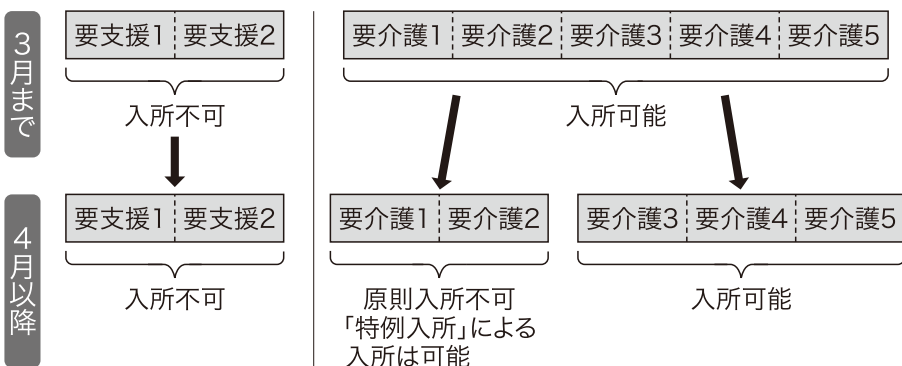 3月まで
要支援1 要支援2
入所不可
要介護1 要介護2 要介護3 要介護4 要介護5
入所可能
4月以降
要支援1 要支援2
入所不可
要介護1 要介護2
原則入所不可
「特例入所」による
入所は可能
要介護3 要介護4 要介護5
入所可能